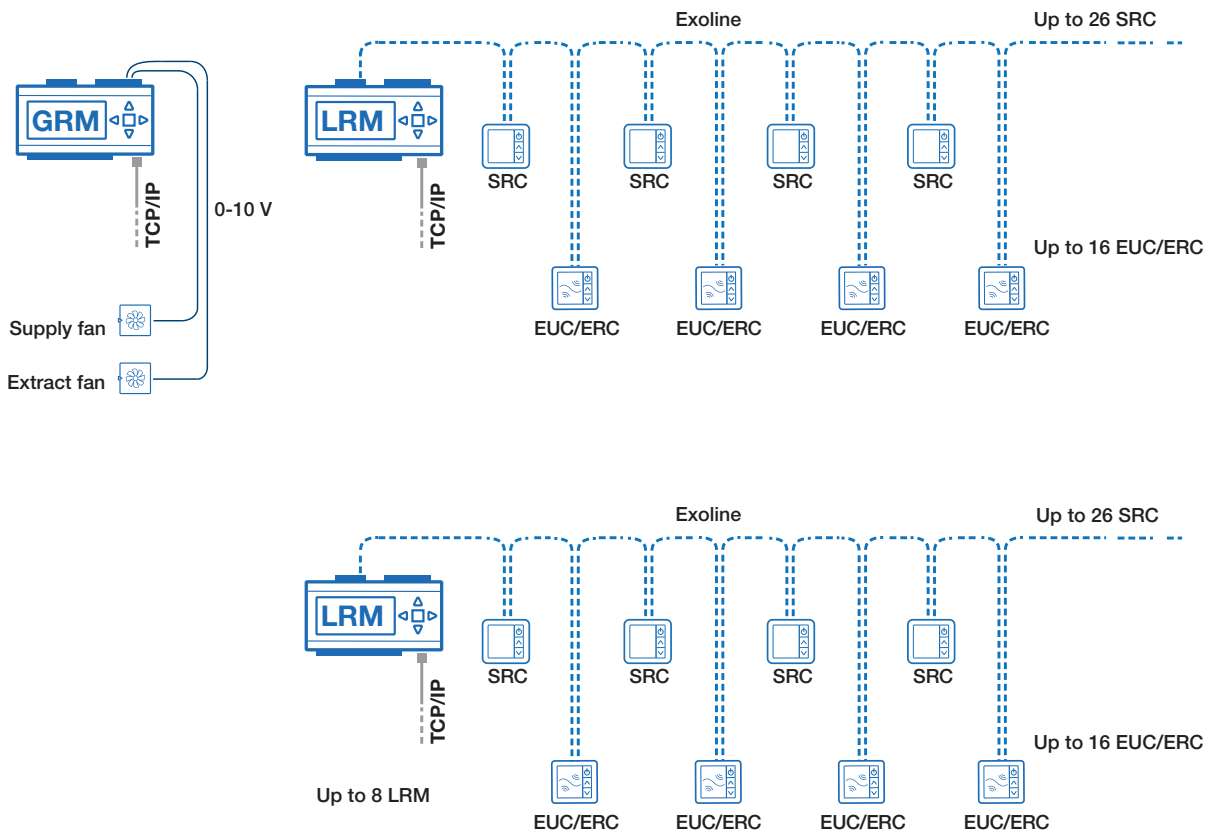 Exoline
Up to 26 SRC
GRM
LRM
TCP/IP
0-10 V
TCP/IP
SRC
SRC
SRC
SRC
Up to 16 EUC/ERC
EUC/ERC
EUC/ERC
EUC/ERC
EUC/ERC
Supply fan
Extract fan
Exoline
Up to 26 SRC
LRM
TCP/IP
SRC
SRC
SRC
SRC
Up to 16 EUC/ERC
Up to 8 LRM
EUC/ERC
EUC/ERC
EUC/ERC
EUC/ERC